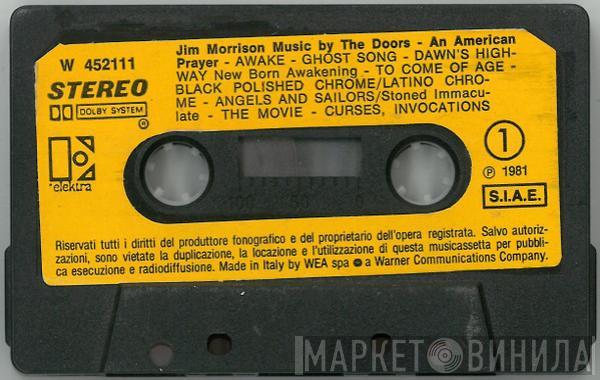 W 452111
STEREO
DOLBY SYSTEM
®
elektra
Jim Morrison Music by The Doors - An American
Prayer - AWAKE - GHOST SONG - DAWN'S HIGH-
WAY New Born Awakening - TO COME OF AGE -
BLACK POLISHED CHROME/LATINO CHRO-
ME - ANGELS AND SAILORS/Stoned Immacu-
late - THE MOVIE - CURSES, INVOCATIONS
1
Ⓟ 1981
S.I.A.E.
100 50
Riservati tutti i diritti del produttore fonografico e del proprietario dell'opera registrata. Salvo autoriz-
zazioni, sono vietate la duplicazione, la locazione e l'utilizzazione di questa musicassetta per pubbli-
ca esecuzione e radiodiffusione. Made in Italy by WEA spa a Warner Communications Company.
МАРКЕТ ВИНИЛА